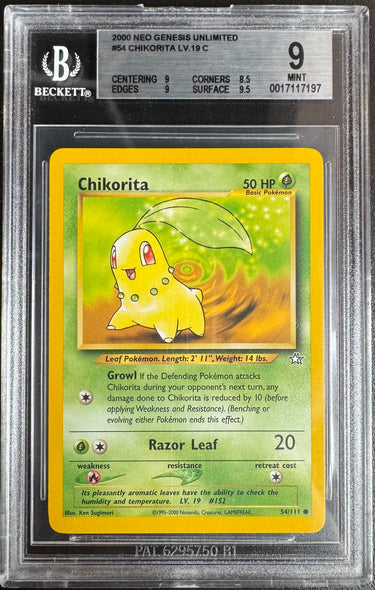 2000 NEO GENESIS UNLIMITED
#54 CHIKORITA LV.19 C
CENTERING 9 CORNERS 8.5
EDGES 9 SURFACE 9.5
9
MINT
0017117197
B
BECKETT®
Chikorita 50 HP
Basic Pokémon
Leaf Pokémon. Length: 2' 11", Weight: 14 lbs.
Growl If the Defending Pokémon attacks
Chikorita during your opponent's next turn, any
damage done to Chikorita is reduced by 10 (before
applying Weakness and Resistance). (Benching or
evolving either Pokémon ends this effect.)
Razor Leaf 20
weakness resistance retreat cost
Its pleasantly aromatic leaves have the ability to check the
humidity and temperature. LV. 19 #152
Illus. Ken Sugimori ©1995-2000 Nintendo, Creatures, GAMEFREAK. 54/111
PAT. 6295750 B1